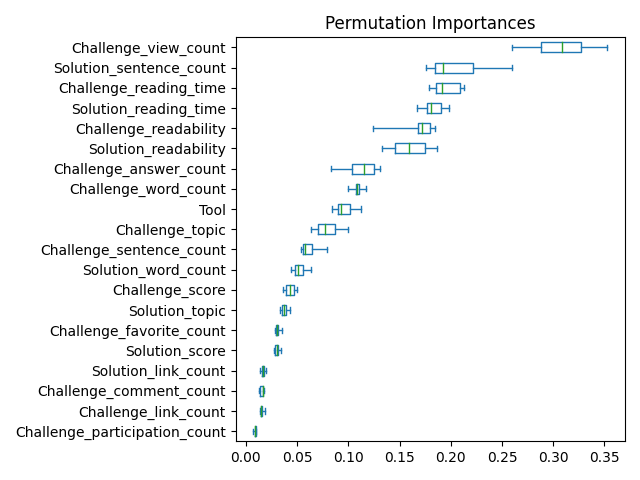 Permutation Importances
Challenge_view_count
Solution_sentence_count
Challenge_reading_time
Solution_reading_time
Challenge_readability
Solution_readability
Challenge_answer_count
Challenge_word_count
Tool
Challenge_topic
Challenge_sentence_count
Solution_word_count
Challenge_score
Solution_topic
Challenge_favorite_count
Solution_score
Solution_link_count
Challenge_comment_count
Challenge_link_count
Challenge_participation_count
0.00 0.05 0.10 0.15 0.20 0.25 0.30 0.35